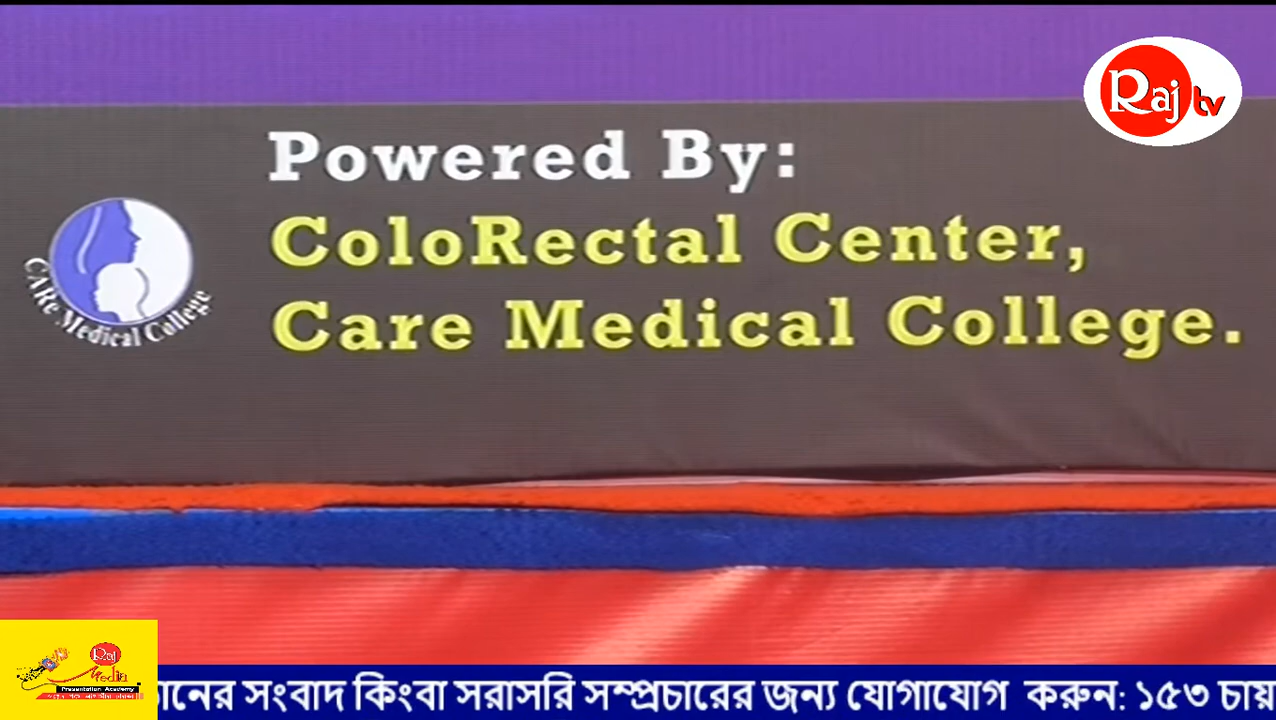 Raj tv
Powered By:
ColoRectal Center,
Care Medical College.
CARe Medical College
Raj
Media
Presentation Academy
ানের সংবাদ কিংবা সরাসরি সম্প্রচারের জন্য যোগাযোগ করুন: ১৫৩ চায়